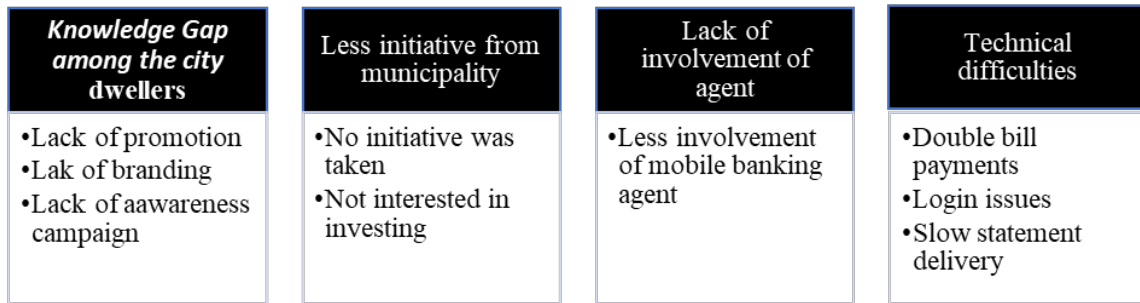 Knowledge Gap
among the city
dwellers
•Lack of promotion
•Lak of branding
•Lack of aawareness
campaign
Less initiative from
municipality
•No initiative was
taken
•Not interested in
investing
Lack of
involvement of
agent
•Less involvement
of mobile banking
agent
Technical
difficulties
•Double bill
payments
•Login issues
•Slow statement
delivery